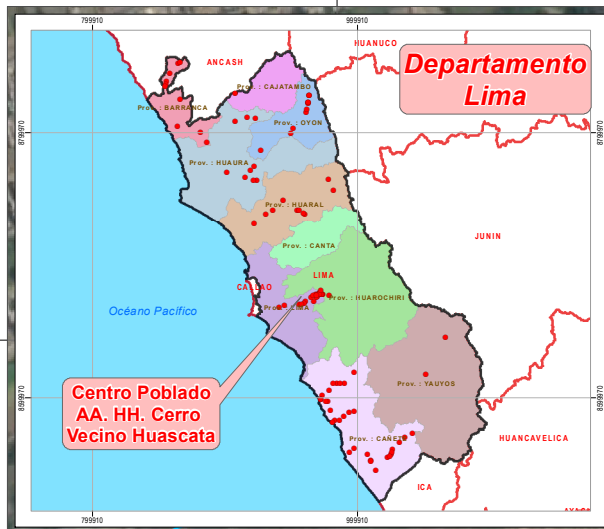 799910
799910
HUANUCO
ANCASH
Departamento
Lima
Prov. : CAJATAMBO
Prov. : BARRANCA
Prov. : OYON
8799970
8799970
Prov. : HUAURA
Prov. : HUARAL
JUNIN
Prov. : CANTA
LIMA
CALLAO
Prov. : HUAROCHIRI
Prov. : LIMA
Océano Pacífico
Centro Poblado
AA. HH. Cerro
Vecino Huascata
Prov. : YAUYOS
8599970
8599970
HUANCAVELICA
Prov. : CAÑETE
ICA
799910
799910